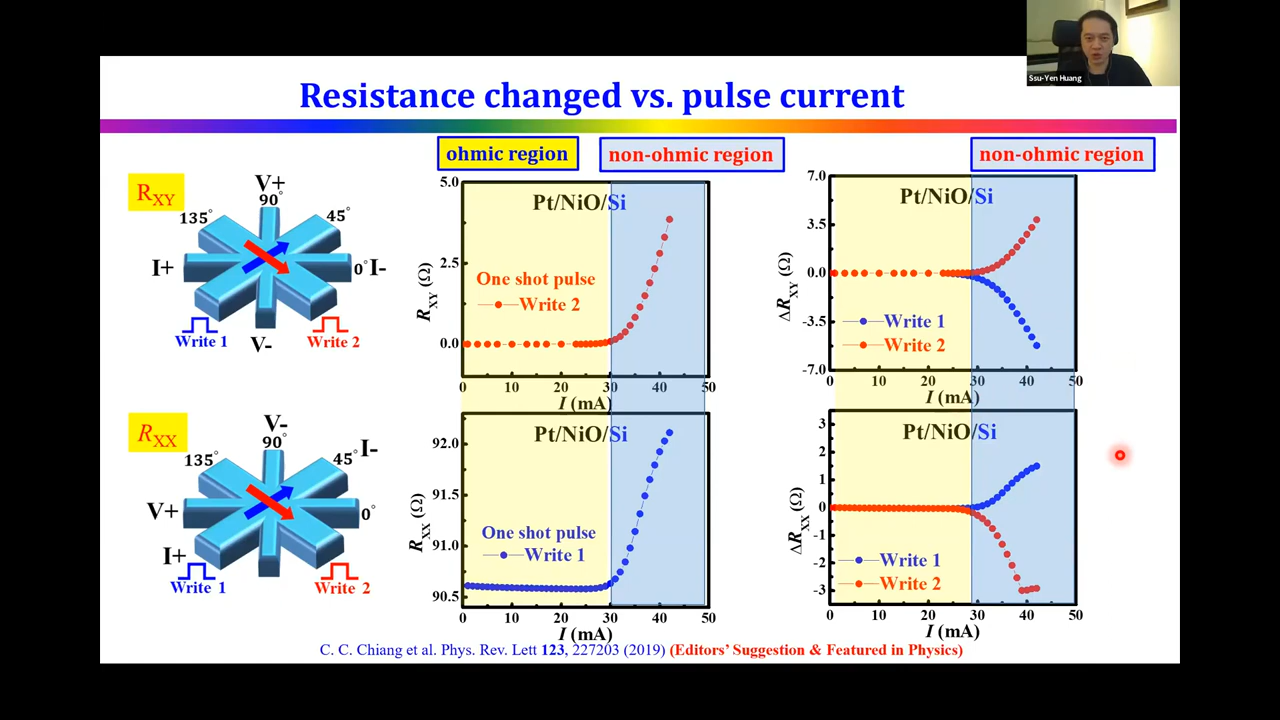 Ssu-Yen Huang
Resistance changed vs. pulse current
ohmic region
non-ohmic region
non-ohmic region
RXY
V+
90°
135°
45°
I+
0°
I-
Write 1
V-
Write 2
5.0
2.5
0.0
RXY (Ω)
Pt/NiO/Si
One shot pulse
Write 2
0 10 20 30 40 50
I (mA)
7.0
3.5
0.0
-3.5
-7.0
ΔRXY (Ω)
Pt/NiO/Si
Write 1
Write 2
0 10 20 30 40 50
I (mA)
RXX
V-
90°
135°
45°
I-
V+
0°
I+
Write 1
Write 2
92.0
91.5
91.0
90.5
RXX (Ω)
Pt/NiO/Si
One shot pulse
Write 1
0 10 20 30 40 50
I (mA)
3
2
1
0
-1
-2
-3
ΔRXX (Ω)
Pt/NiO/Si
Write 1
Write 2
0 10 20 30 40 50
I (mA)
C. C. Chiang et al. Phys. Rev. Lett 123, 227203 (2019) (Editors' Suggestion & Featured in Physics)